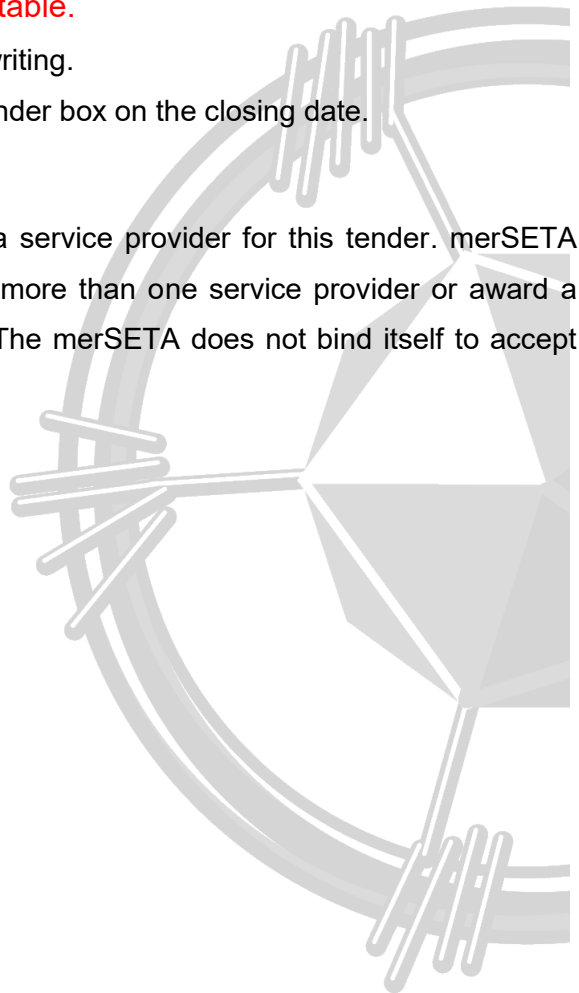 table.
riting.
nder box on the closing date.
a service provider for this tender. merSETA
more than one service provider or award a
The merSETA does not bind itself to accept